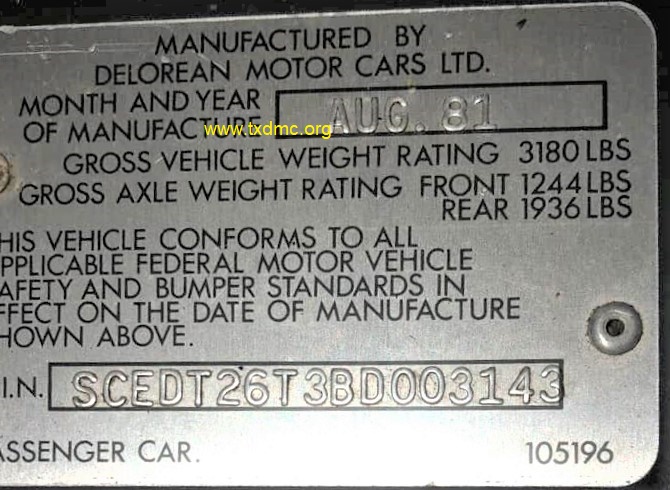 MANUFACTURED BY
DELOREAN MOTOR CARS LTD.
MONTH AND YEAR
OF MANUFACTURE
AUG. 81
www.txdmc.org
GROSS VEHICLE WEIGHT RATING 3180 LBS
GROSS AXLE WEIGHT RATING FRONT 1244 LBS
REAR 1936 LBS
HIS VEHICLE CONFORMS TO ALL
PPLICABLE FEDERAL MOTOR VEHICLE
AFETY AND BUMPER STANDARDS IN
FFECT ON THE DATE OF MANUFACTURE
HOWN ABOVE.
.I.N. SCEDT26T3BD003143
ASSENGER CAR. 105196